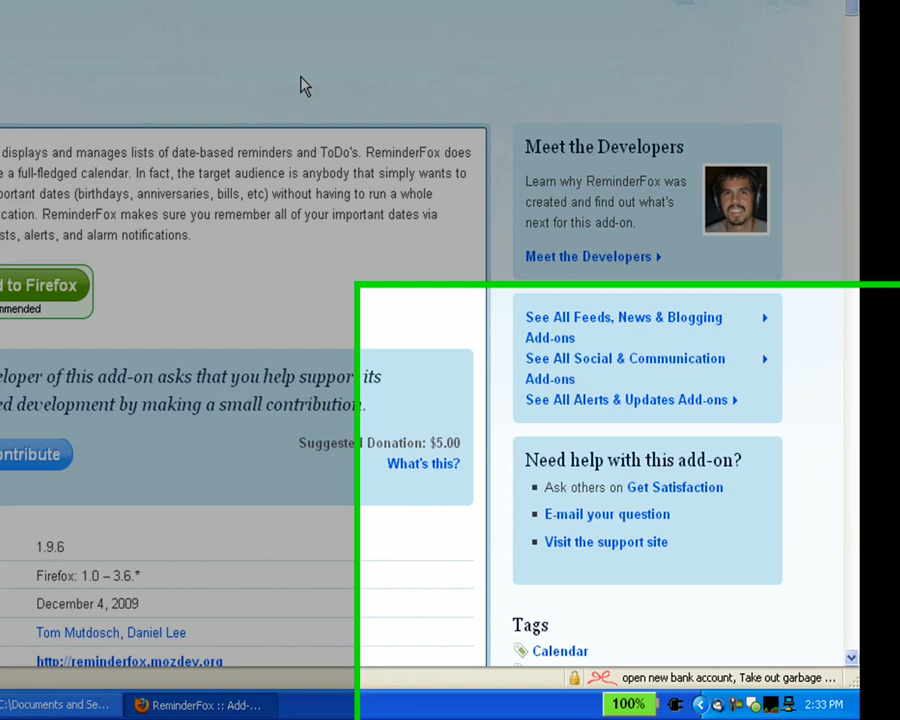 displays and manages lists of date-based reminders and ToDo's. ReminderFox does
e a full-fledged calendar. In fact, the target audience is anybody that simply wants to
portant dates (birthdays, anniversaries, bills, etc) without having to run a whole
ication. ReminderFox makes sure you remember all of your important dates via
sts, alerts, and alarm notifications.
d to Firefox
mmended
eloper of this add-on asks that you help support its
ed development by making a small contribution.
ontribute
Suggested Donation: $5.00
What's this?
1.9.6
Firefox: 1.0 – 3.6.*
December 4, 2009
Tom Mutdosch, Daniel Lee
http://reminderfox.mozdev.org
Meet the Developers
Learn why ReminderFox was
created and find out what's
next for this add-on.
Meet the Developers
See All Feeds, News & Blogging
Add-ons
See All Social & Communication
Add-ons
See All Alerts & Updates Add-ons
Need help with this add-on?
Ask others on Get Satisfaction
E-mail your question
Visit the support site
Tags
Calendar
open new bank account, Take out garbage ...
C:\Documents and Se...
ReminderFox :: Add-...
100%
2:33 PM